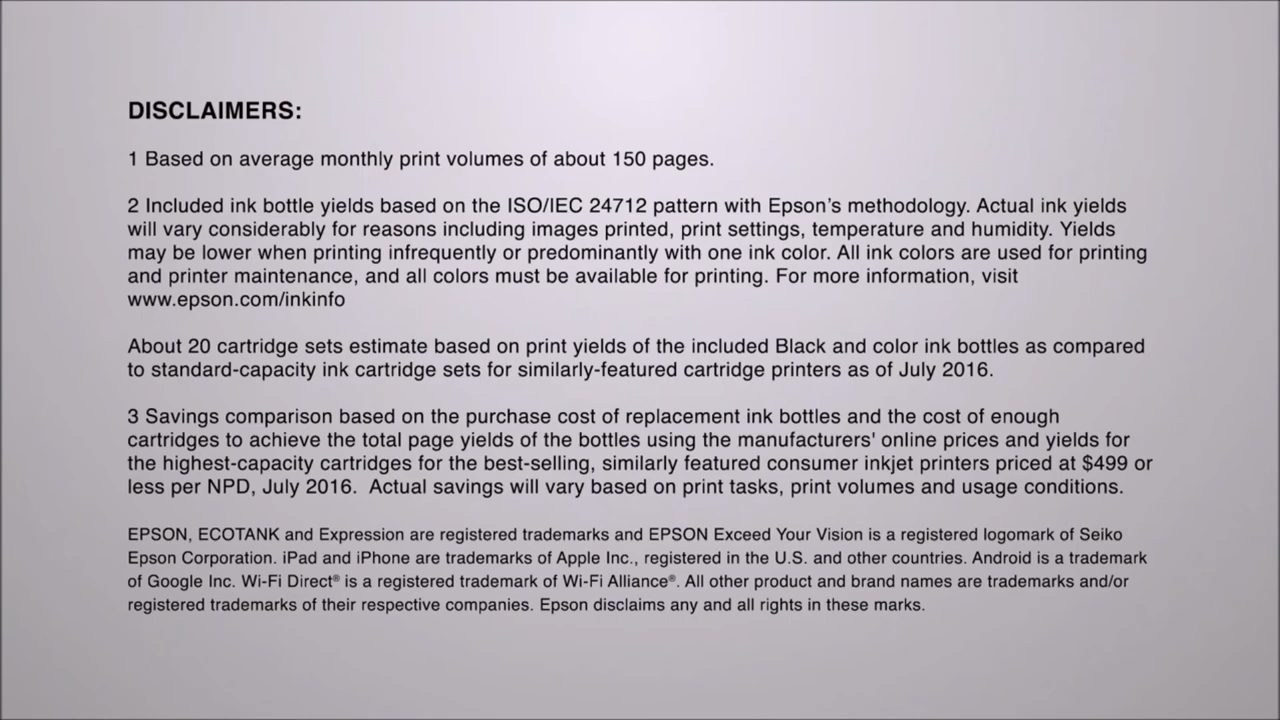 DISCLAIMERS:
1 Based on average monthly print volumes of about 150 pages.
2 Included ink bottle yields based on the ISO/IEC 24712 pattern with Epson's methodology. Actual ink yields
will vary considerably for reasons including images printed, print settings, temperature and humidity. Yields
may be lower when printing infrequently or predominantly with one ink color. All ink colors are used for printing
and printer maintenance, and all colors must be available for printing. For more information, visit
www.epson.com/inkinfo
About 20 cartridge sets estimate based on print yields of the included Black and color ink bottles as compared
to standard-capacity ink cartridge sets for similarly-featured cartridge printers as of July 2016.
3 Savings comparison based on the purchase cost of replacement ink bottles and the cost of enough
cartridges to achieve the total page yields of the bottles using the manufacturers' online prices and yields for
the highest-capacity cartridges for the best-selling, similarly featured consumer inkjet printers priced at $499 or
less per NPD, July 2016.  Actual savings will vary based on print tasks, print volumes and usage conditions.
EPSON, ECOTANK and Expression are registered trademarks and EPSON Exceed Your Vision is a registered logomark of Seiko
Epson Corporation. iPad and iPhone are trademarks of Apple Inc., registered in the U.S. and other countries. Android is a trademark
of Google Inc. Wi-Fi Direct® is a registered trademark of Wi-Fi Alliance®. All other product and brand names are trademarks and/or
registered trademarks of their respective companies. Epson disclaims any and all rights in these marks.